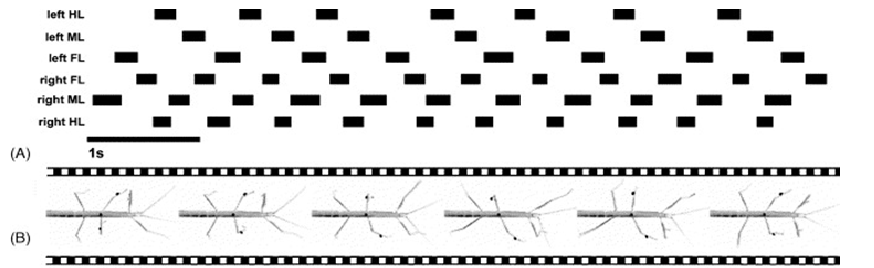 left HL
left ML
left FL
right FL
right ML
right HL
1s
(A)
(B)